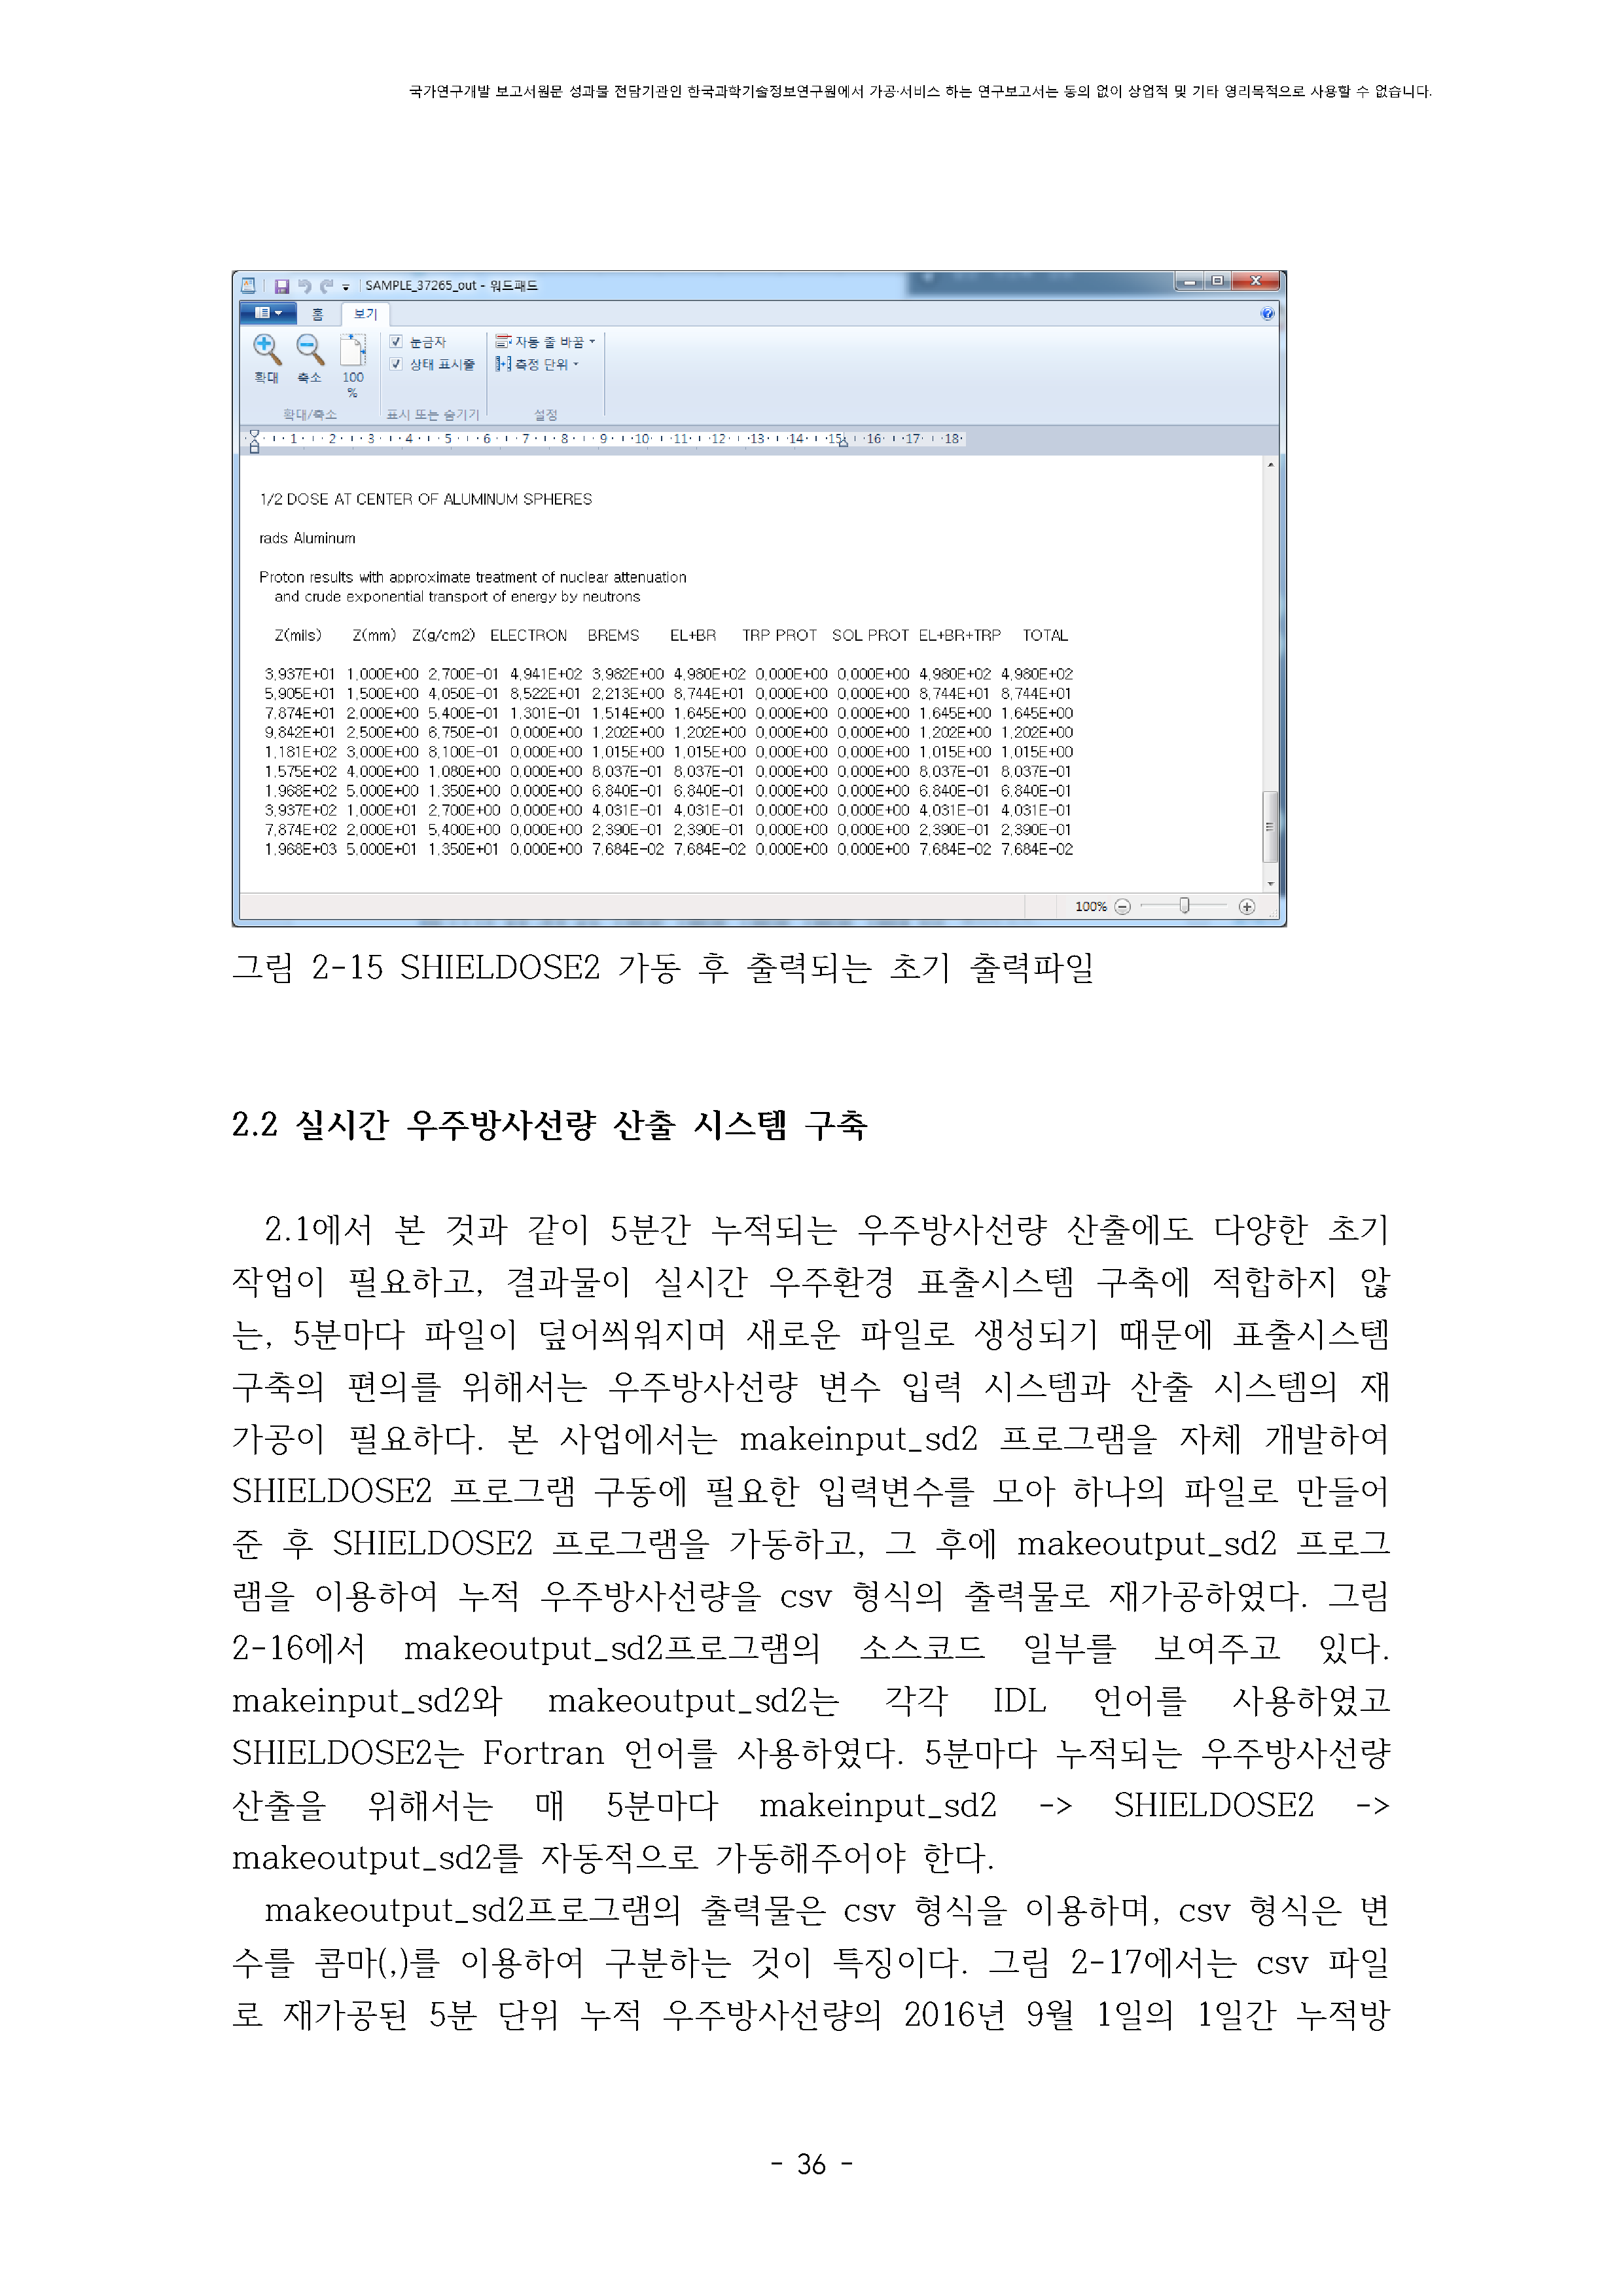 국가연구개발 보고서원문 성과물 전담기관인 한국과학기술정보연구원에서 가공·서비스 하는 연구보고서는 동의 없이 상업적 및 기타 영리목적으로 사용할 수 없습니다.
SAMPLE_37265_out - 워드패드
홈 보기
확대 축소 100 %
눈금자
상태 표시줄
자동 줄 바꿈
측정 단위
확대/축소 표시 또는 숨기기 설정
1 2 3 4 5 6 7 8 9 10 11 12 13 14 15 16 17 18
1/2 DOSE AT CENTER OF ALUMINUM SPHERES
rads Aluminum
Proton results with approximate treatment of nuclear attenuation
and crude exponential transport of energy by neutrons
Z(mils) Z(mm) Z(g/cm2) ELECTRON BREMS EL+BR TRP PROT SOL PROT EL+BR+TRP TOTAL
3.937E+01 1.000E+00 2.700E-01 4.941E+02 3.982E+00 4.980E+02 0.000E+00 0.000E+00 4.980E+02 4.980E+02
5.905E+01 1.500E+00 4.050E-01 8.522E+01 2.213E+00 8.744E+01 0.000E+00 0.000E+00 8.744E+01 8.744E+01
7.874E+01 2.000E+00 5.400E-01 1.301E-01 1.514E+00 1.645E+00 0.000E+00 0.000E+00 1.645E+00 1.645E+00
9.842E+01 2.500E+00 6.750E-01 0.000E+00 1.202E+00 1.202E+00 0.000E+00 0.000E+00 1.202E+00 1.202E+00
1.181E+02 3.000E+00 8.100E-01 0.000E+00 1.015E+00 1.015E+00 0.000E+00 0.000E+00 1.015E+00 1.015E+00
1.575E+02 4.000E+00 1.080E+00 0.000E+00 8.037E-01 8.037E-01 0.000E+00 0.000E+00 8.037E-01 8.037E-01
1.968E+02 5.000E+00 1.350E+00 0.000E+00 6.840E-01 6.840E-01 0.000E+00 0.000E+00 6.840E-01 6.840E-01
3.937E+02 1.000E+01 2.700E+00 0.000E+00 4.031E-01 4.031E-01 0.000E+00 0.000E+00 4.031E-01 4.031E-01
7.874E+02 2.000E+01 5.400E+00 0.000E+00 2.390E-01 2.390E-01 0.000E+00 0.000E+00 2.390E-01 2.390E-01
1.968E+03 5.000E+01 1.350E+01 0.000E+00 7.684E-02 7.684E-02 0.000E+00 0.000E+00 7.684E-02 7.684E-02
100%
그림 2-15 SHIELDOSE2 가동 후 출력되는 초기 출력파일
2.2 실시간 우주방사선량 산출 시스템 구축
2.1에서 본 것과 같이 5분간 누적되는 우주방사선량 산출에도 다양한 초기
작업이 필요하고, 결과물이 실시간 우주환경 표출시스템 구축에 적합하지 않
는, 5분마다 파일이 덮어씌워지며 새로운 파일로 생성되기 때문에 표출시스템
구축의 편의를 위해서는 우주방사선량 변수 입력 시스템과 산출 시스템의 재
가공이 필요하다. 본 사업에서는 makeinput_sd2 프로그램을 자체 개발하여
SHIELDOSE2 프로그램 구동에 필요한 입력변수를 모아 하나의 파일로 만들어
준 후 SHIELDOSE2 프로그램을 가동하고, 그 후에 makeoutput_sd2 프로그
램을 이용하여 누적 우주방사선량을 csv 형식의 출력물로 재가공하였다. 그림
2-16에서 makeoutput_sd2프로그램의 소스코드 일부를 보여주고 있다.
makeinput_sd2와 makeoutput_sd2는 각각 IDL 언어를 사용하였고
SHIELDOSE2는 Fortran 언어를 사용하였다. 5분마다 누적되는 우주방사선량
산출을 위해서는 매 5분마다 makeinput_sd2 -> SHIELDOSE2 ->
makeoutput_sd2를 자동적으로 가동해주어야 한다.
makeoutput_sd2프로그램의 출력물은 csv 형식을 이용하며, csv 형식은 변
수를 콤마(,)를 이용하여 구분하는 것이 특징이다. 그림 2-17에서는 csv 파일
로 재가공된 5분 단위 누적 우주방사선량의 2016년 9월 1일의 1일간 누적방
- 36 -